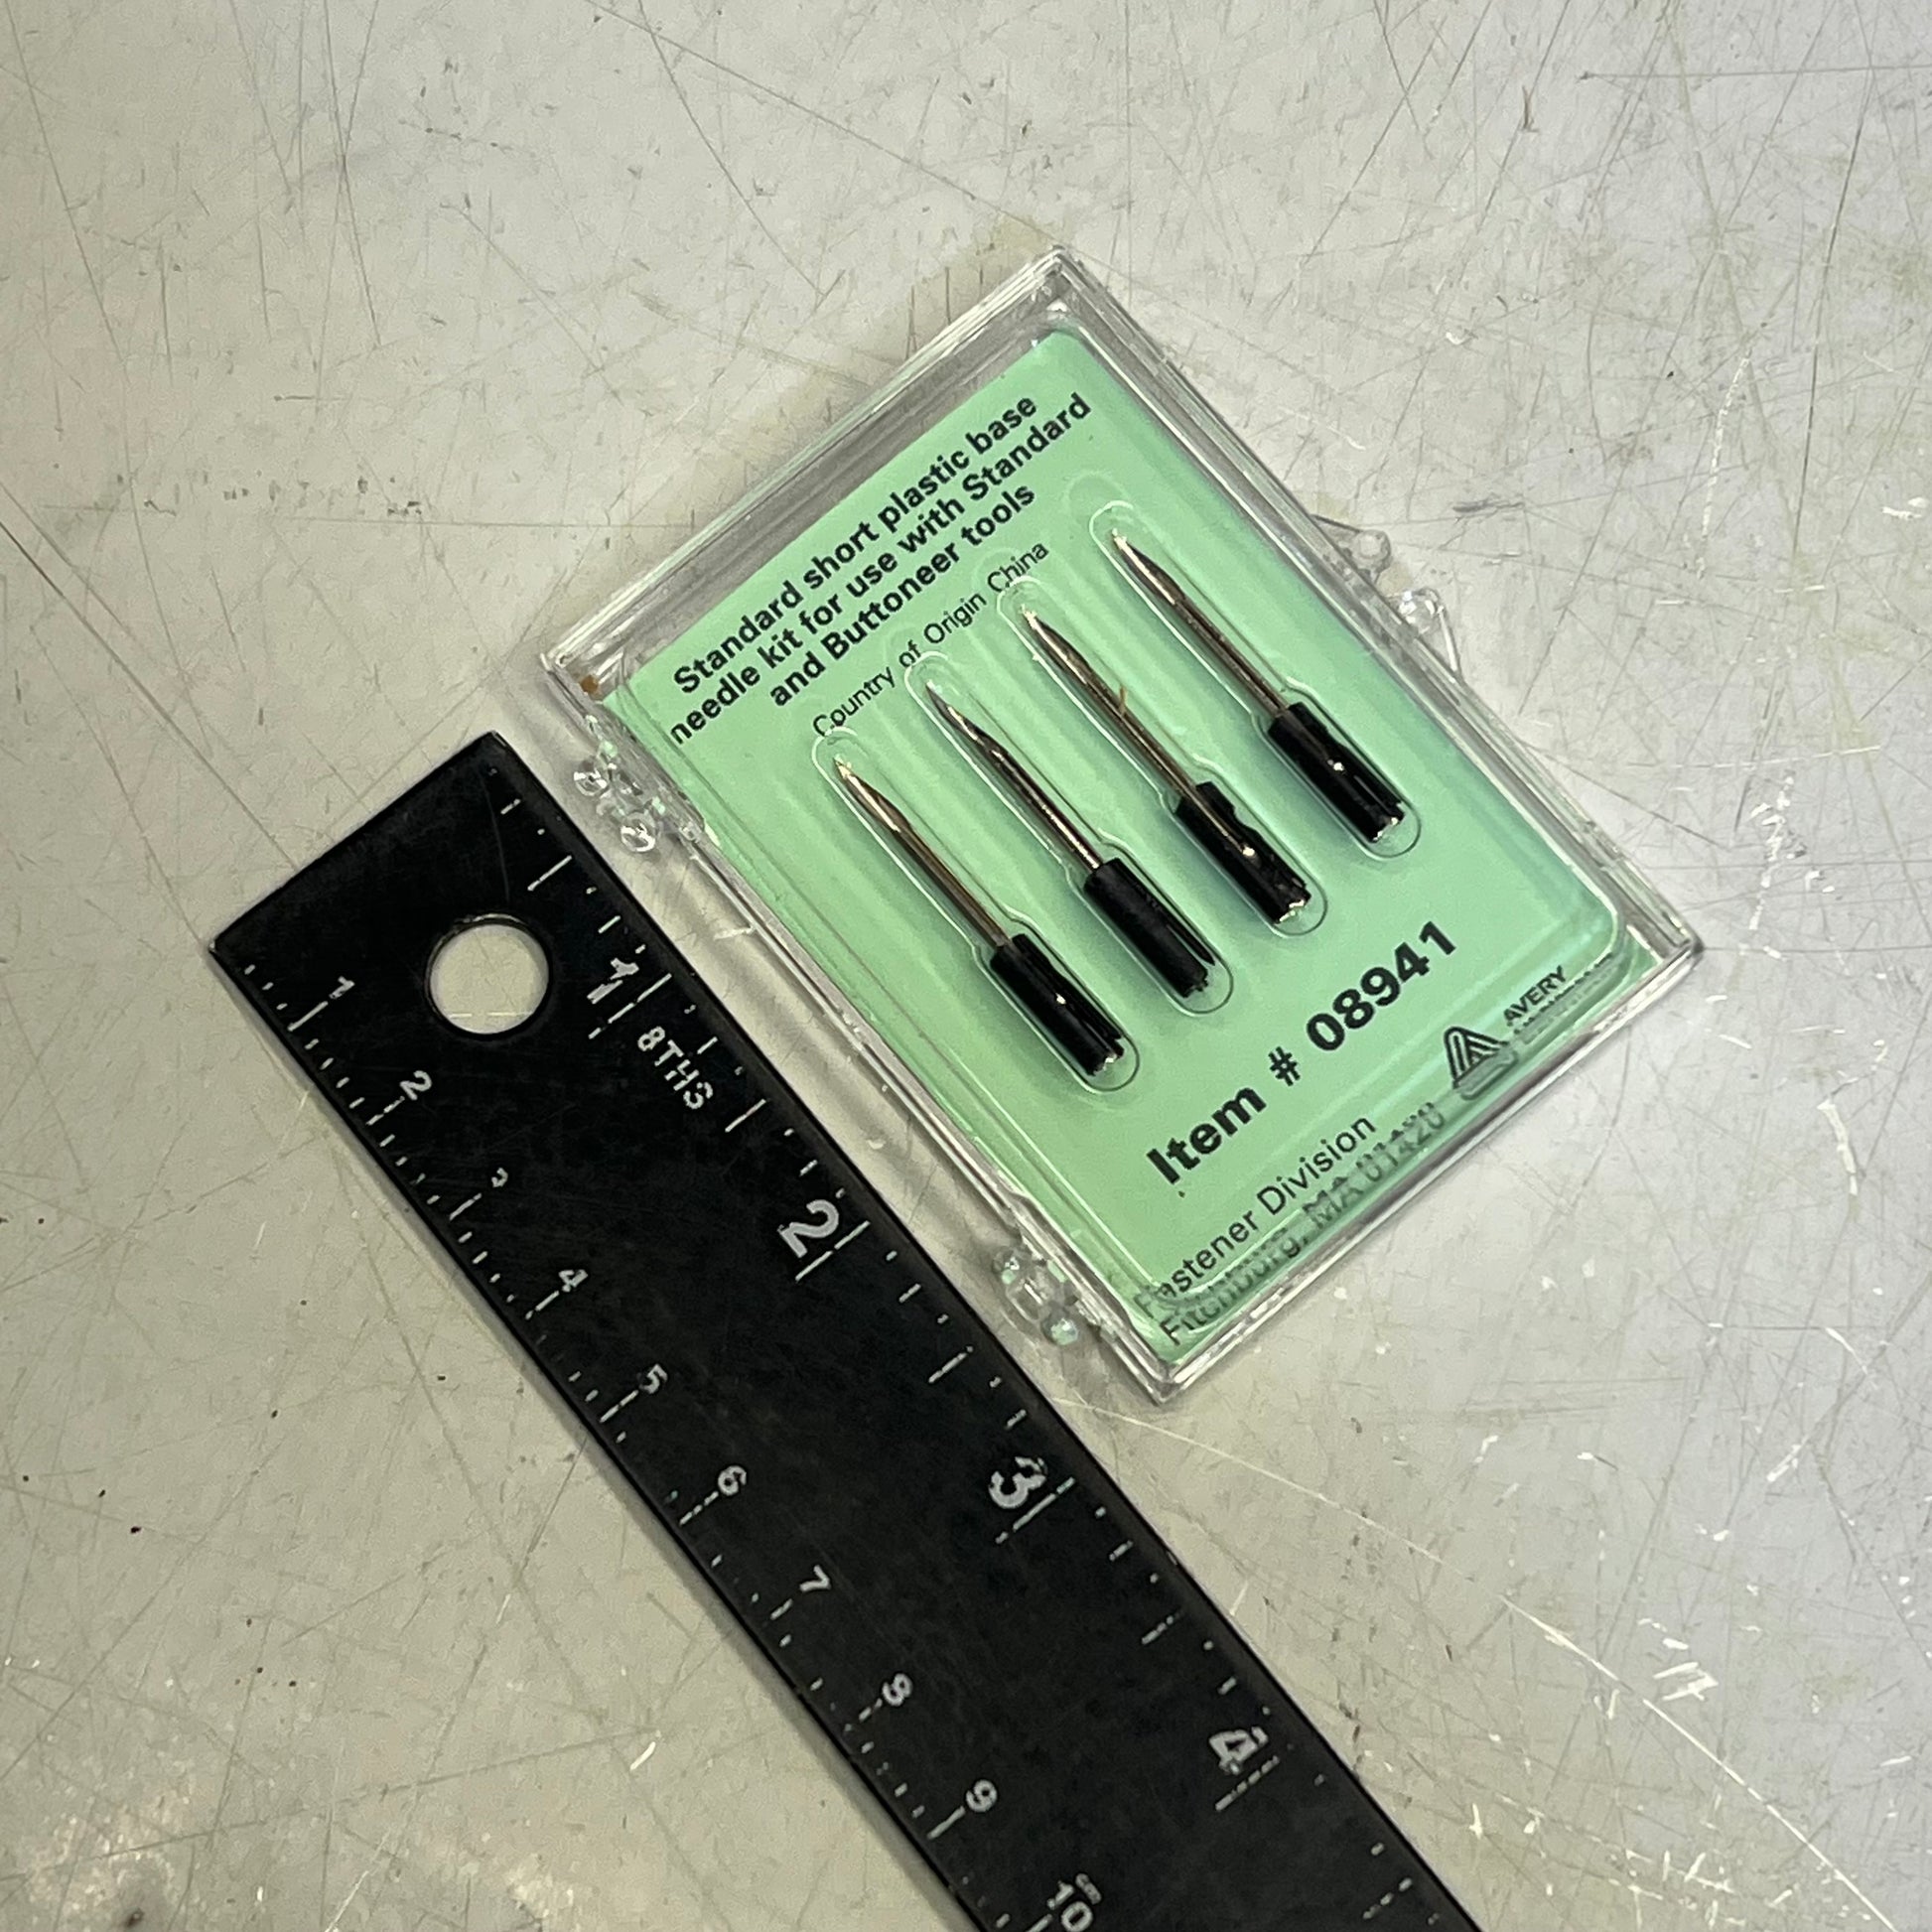 Standard short plastic base
needle kit for use with Standard
and Buttoneer tools
Country of Origin China
Item # 08941
AVERY
Fastener Division
Fitchburg, MA 01420
1
8THS
2
3
4
1
2
3
4
5
6
7
8
9
10
cm